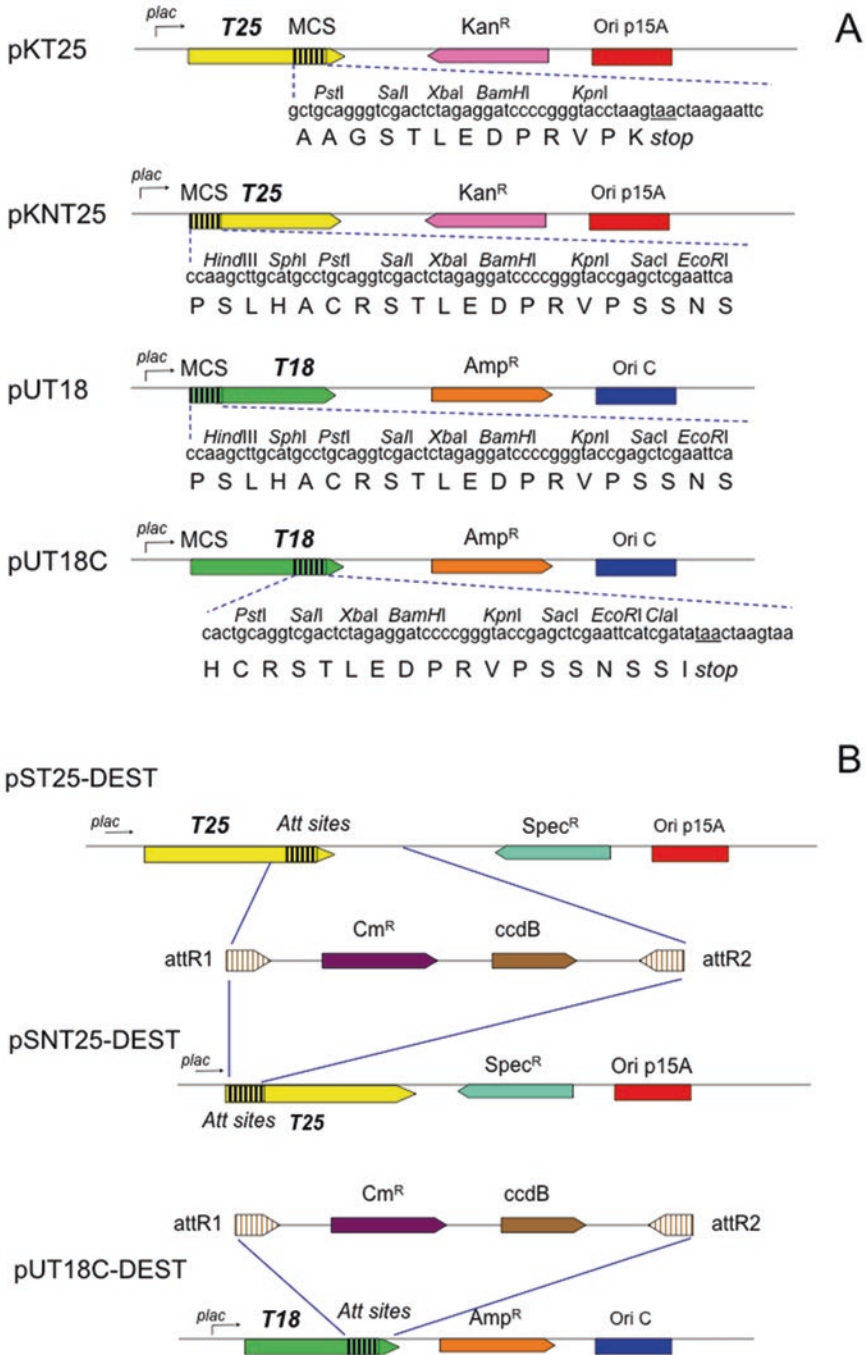 A
plac T25 MCS KanR Ori p15A
pKT25
PstI SalI XbaI BamHI KpnI
gctgcagggtcgactctagaggatccccgggtacctaagtaactaagaattc
A A G S T L E D P R V P K stop
plac MCS T25 KanR Ori p15A
pKNT25
HindIII SphI PstI SalI XbaI BamHI KpnI SacI EcoRI
ccaagcttgcatgcctgcaggtcgactctagaggatccccgggtaccgagctcgaattca
P S L H A C R S T L E D P R V P S S N S
plac MCS T18 AmpR Ori C
pUT18
HindIII SphI PstI SalI XbaI BamHI KpnI SacI EcoRI
ccaagcttgcatgcctgcaggtcgactctagaggatccccgggtaccgagctcgaattca
P S L H A C R S T L E D P R V P S S N S
plac MCS T18 AmpR Ori C
pUT18C
PstI SalI XbaI BamHI KpnI SacI EcoRI ClaI
cactgcaggtcgactctagaggatccccgggtaccgagctcgaattcatcgatataactaagtaa
H C R S T L E D P R V P S S N S S I stop
B
pST25-DEST
plac T25 Att sites SpecR Ori p15A
CmR ccdB
attR1 attR2
pSNT25-DEST
plac SpecR Ori p15A
Att sites T25
CmR ccdB
attR1 attR2
pUT18C-DEST
plac T18 Att sites AmpR Ori C